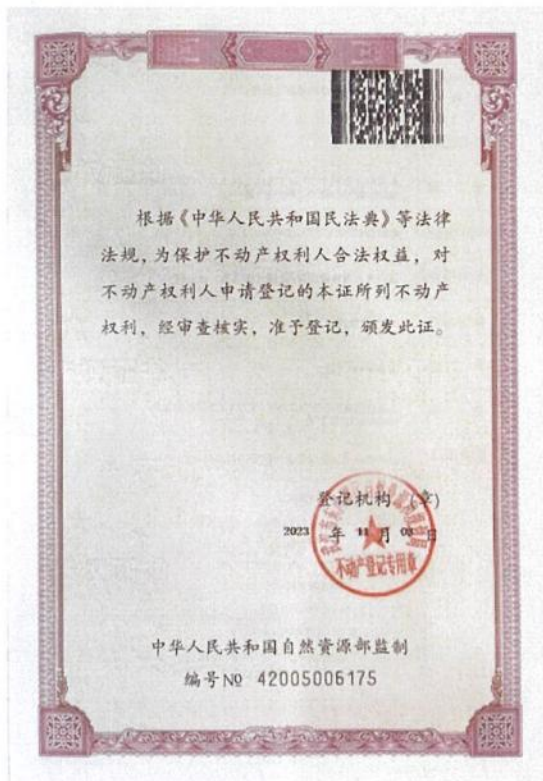 根据《中华人民共和国民法典》等法律
法规，为保护不动产权利人合法权益，对
不动产权利人申请登记的本证所列不动产
权利，经审查核实，准予登记，颁发此证。
登记机构（章）
2023 年 11 月 03 日
不动产登记专用章
中华人民共和国自然资源部监制
编号№ 42005006175